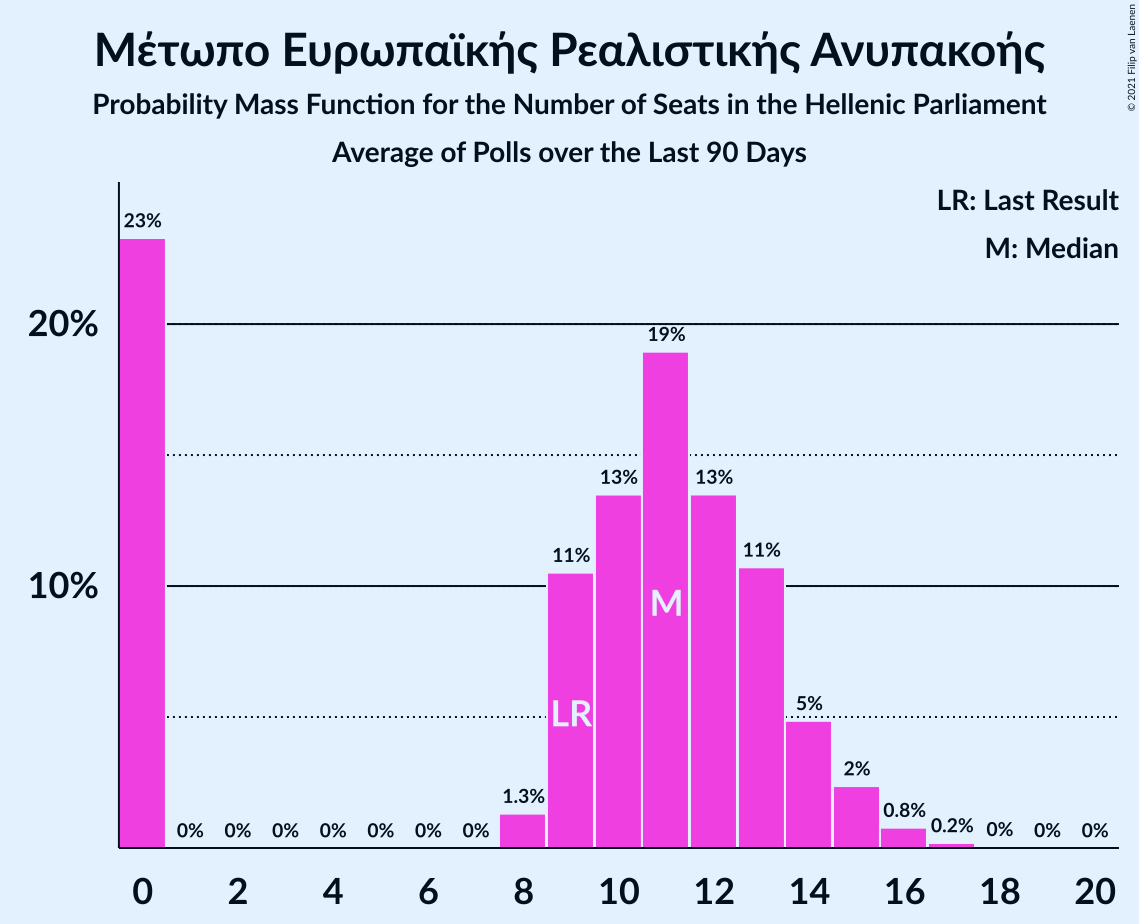 Μέτωπο Ευρωπαϊκής Ρεαλιστικής Ανυπακοής
Probability Mass Function for the Number of Seats in the Hellenic Parliament
Average of Polls over the Last 90 Days
© 2021 Filip van Laenen
LR: Last Result
M: Median
23%
20%
19%
13%
13%
11%
11%
10%
M
LR
5%
2%
1.3%
0.8%
0.2%
0% 0% 0% 0% 0% 0% 0%
0% 0% 0%
0 2 4 6 8 10 12 14 16 18 20